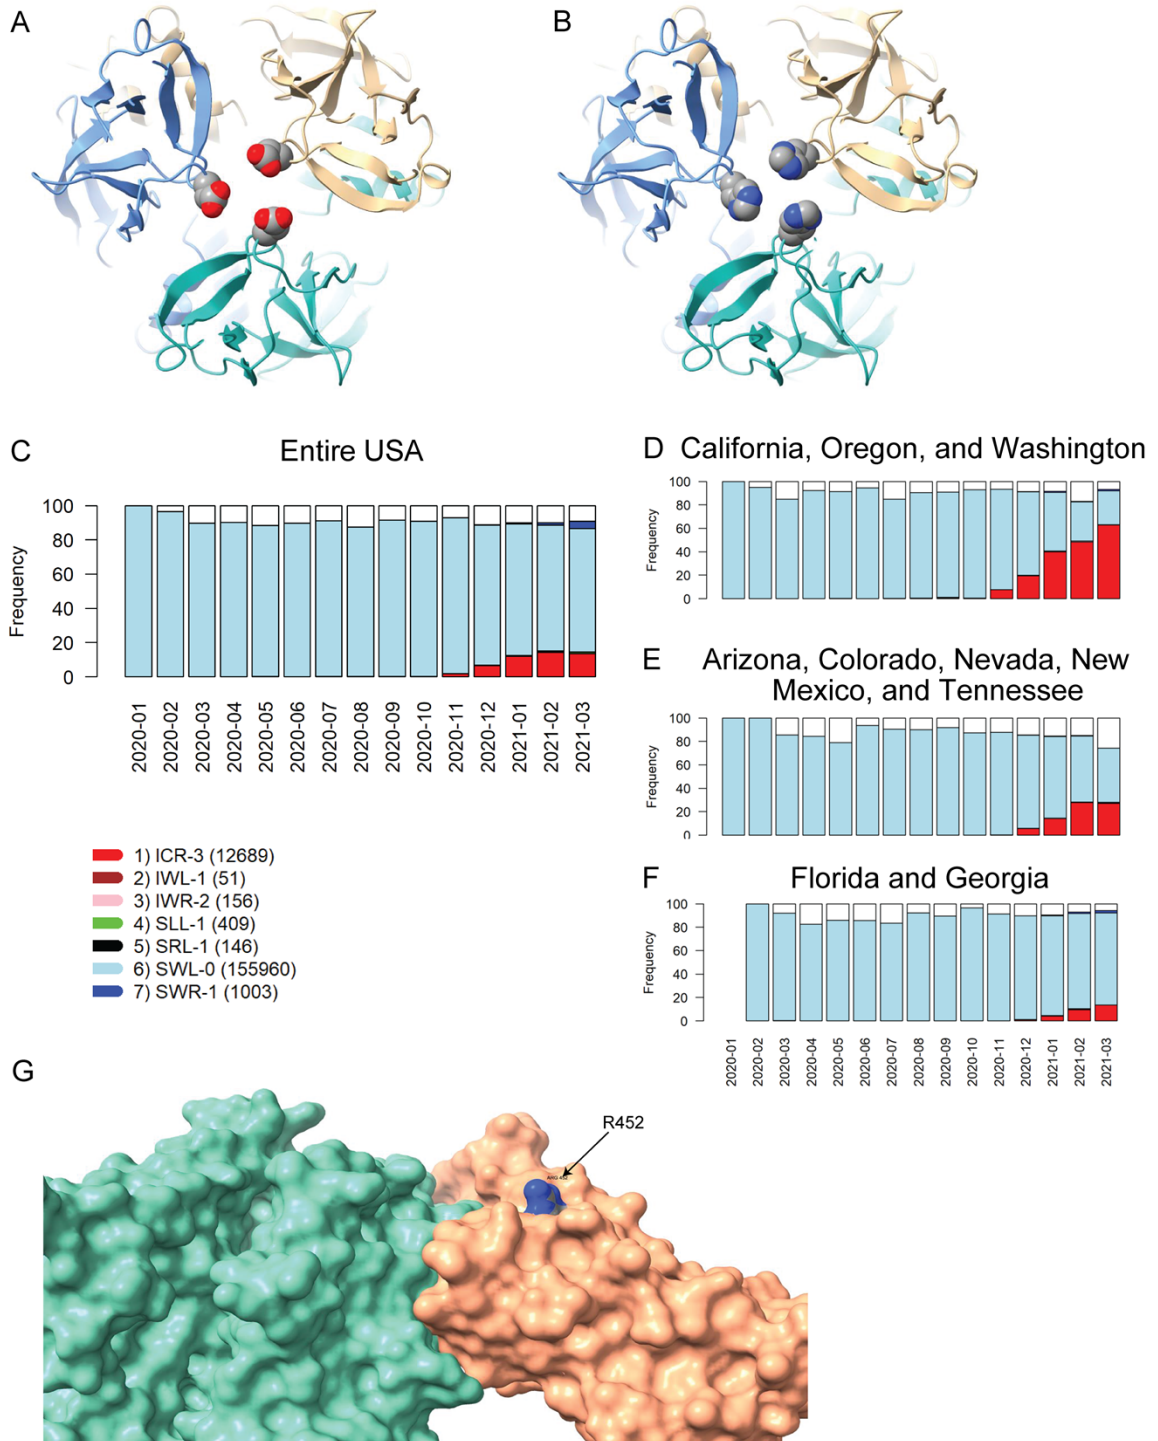 A
B
C
Entire USA
Frequency
100
80
60
40
20
0
2020-01
2020-02
2020-03
2020-04
2020-05
2020-06
2020-07
2020-08
2020-09
2020-10
2020-11
2020-12
2021-01
2021-02
2021-03
D
California, Oregon, and Washington
Frequency
100
80
60
40
20
0
E
Arizona, Colorado, Nevada, New
Mexico, and Tennessee
Frequency
100
80
60
40
20
0
F
Florida and Georgia
Frequency
100
80
60
40
20
0
2020-01
2020-02
2020-03
2020-04
2020-05
2020-06
2020-07
2020-08
2020-09
2020-10
2020-11
2020-12
2021-01
2021-02
2021-03
1) ICR-3 (12689)
2) IWL-1 (51)
3) IWR-2 (156)
4) SLL-1 (409)
5) SRL-1 (146)
6) SWL-0 (155960)
7) SWR-1 (1003)
G
R452
ARG 452